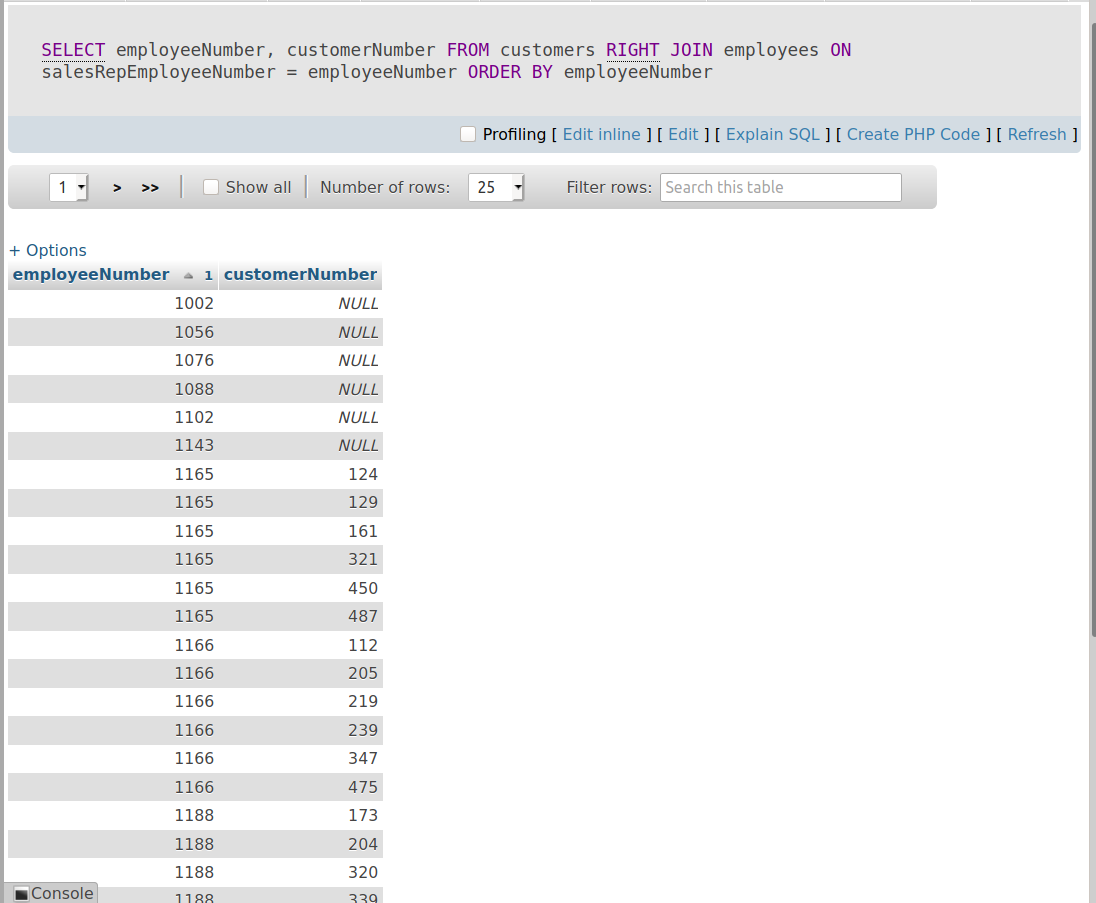 SELECT employeeNumber, customerNumber FROM customers RIGHT JOIN employees ON
salesRepEmployeeNumber = employeeNumber ORDER BY employeeNumber
Profiling [ Edit inline ] [ Edit ] [ Explain SQL ] [ Create PHP Code ] [ Refresh ]
1 > >> | Show all | Number of rows: 25 Filter rows: Search this table
+ Options
employeeNumber 1 customerNumber
1002 NULL
1056 NULL
1076 NULL
1088 NULL
1102 NULL
1143 NULL
1165 124
1165 129
1165 161
1165 321
1165 450
1165 487
1166 112
1166 205
1166 219
1166 239
1166 347
1166 475
1188 173
1188 204
1188 320
1188 339
Console